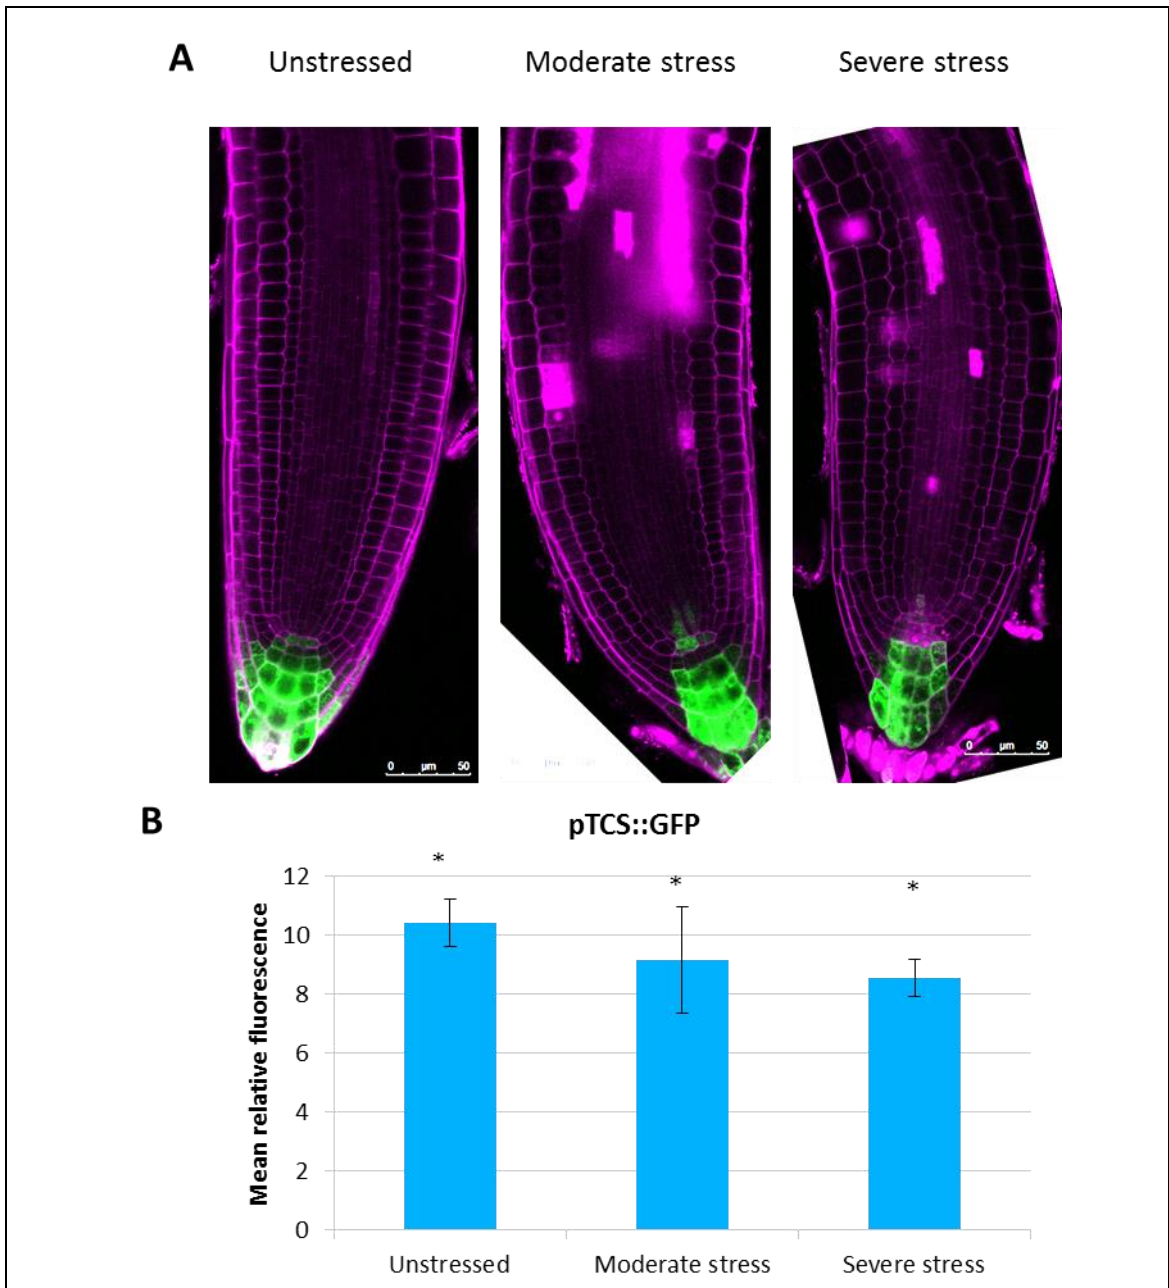 A Unstressed Moderate stress Severe stress
0 µm 50
0 µm 50
B
pTCS::GFP
* * *
Mean relative fluorescence
12
10
8
6
4
2
0
Unstressed Moderate stress Severe stress